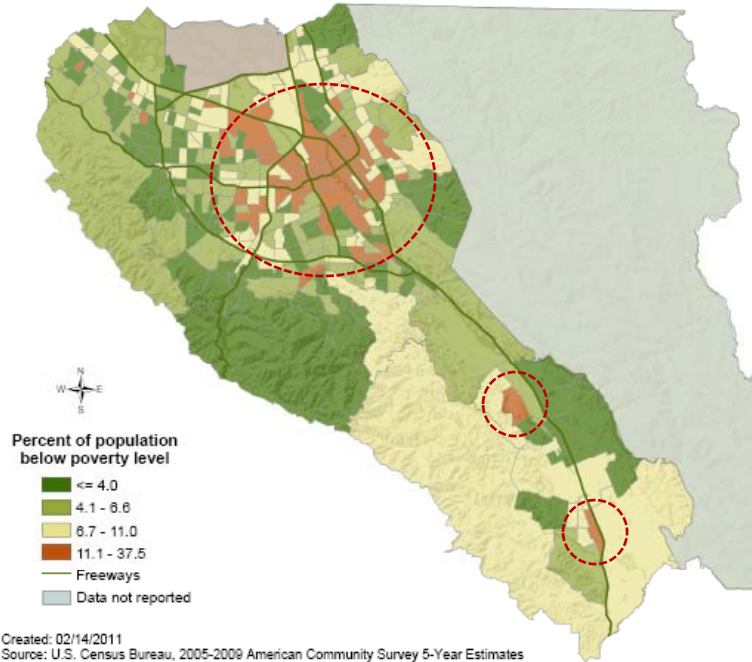 N
W E
S
Percent of population
below poverty level
<= 4.0
4.1 - 6.6
6.7 - 11.0
11.1 - 37.5
Freeways
Data not reported
Created: 02/14/2011
Source: U.S. Census Bureau, 2005-2009 American Community Survey 5-Year Estimates